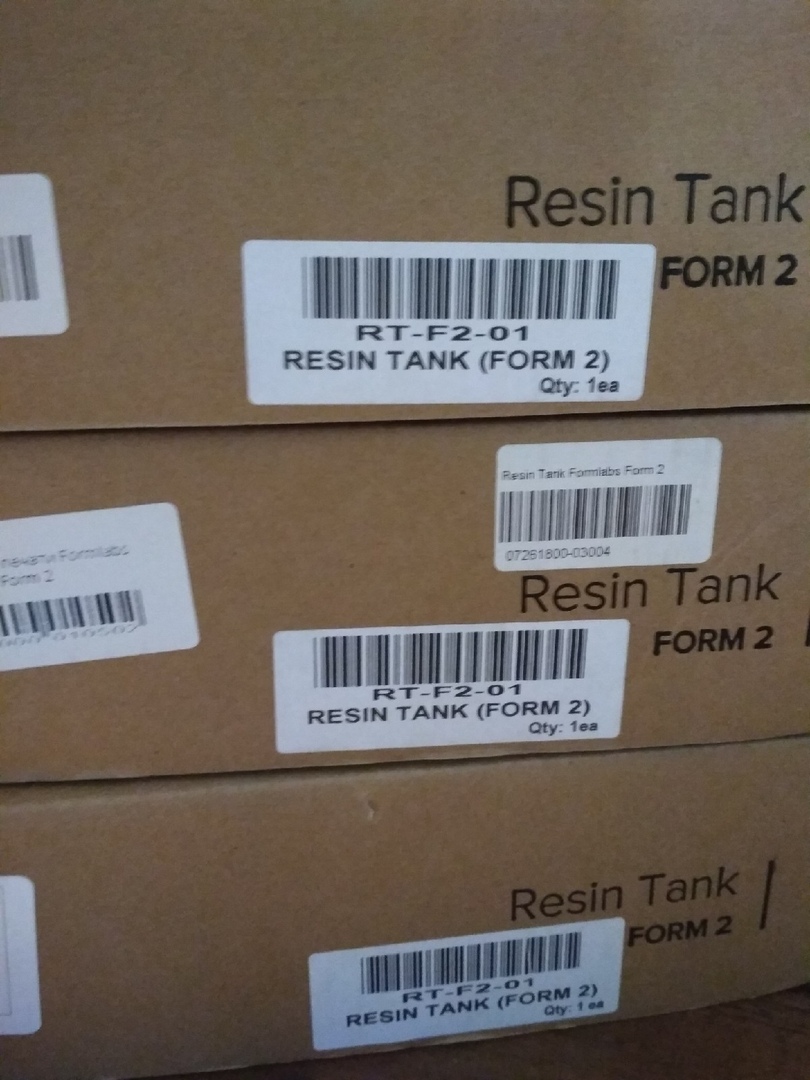 Resin Tank
FORM 2
RT-F2-01
RESIN TANK (FORM 2)
Qty: 1ea
Resin Tank Formlabs Form 2
07261800-03004
Resin Tank
FORM 2
печати Formlabs
Form 2
RT-F2-01
RESIN TANK (FORM 2)
Qty: 1ea
Resin Tank
FORM 2
RT-F2-01
RESIN TANK (FORM 2)
Qty: 1 ea